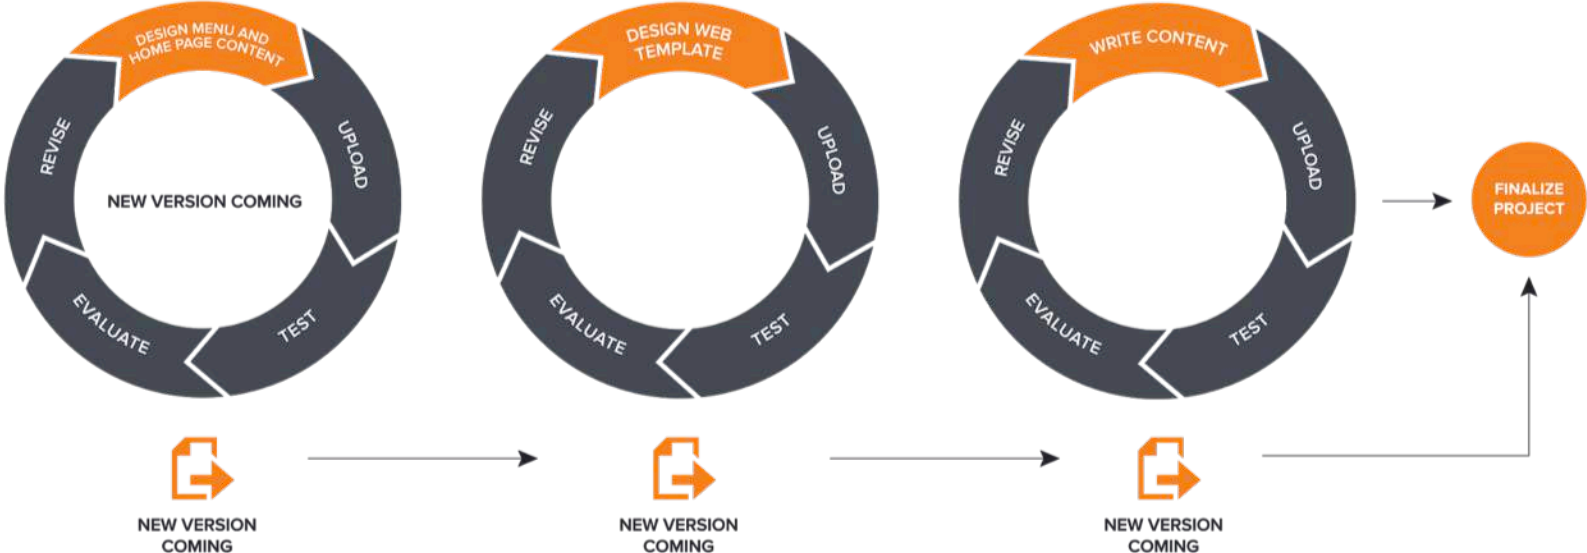 DESIGN MENU AND
HOME PAGE CONTENT
UPLOAD
TEST
EVALUATE
REVISE
NEW VERSION COMING
NEW VERSION
COMING
DESIGN WEB
TEMPLATE
UPLOAD
TEST
EVALUATE
REVISE
NEW VERSION
COMING
WRITE CONTENT
UPLOAD
TEST
EVALUATE
REVISE
NEW VERSION
COMING
FINALIZE
PROJECT